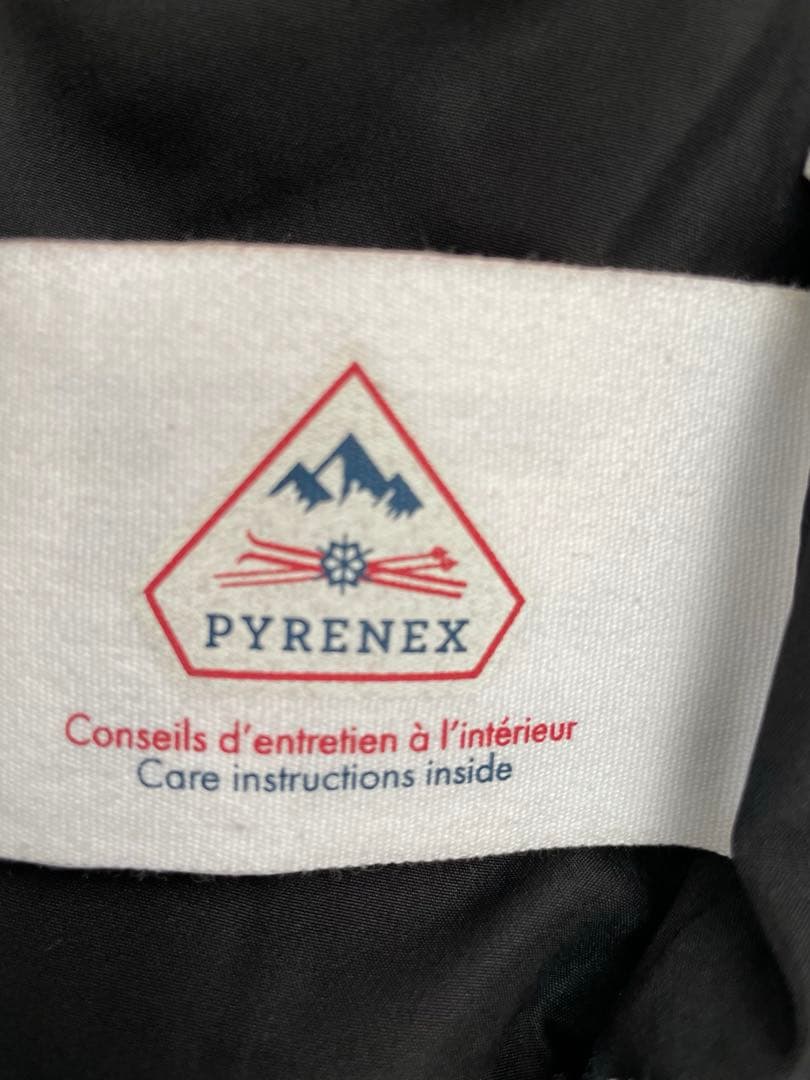 PYRENEX
Conseils d'entretien à l'intérieur
Care instructions inside